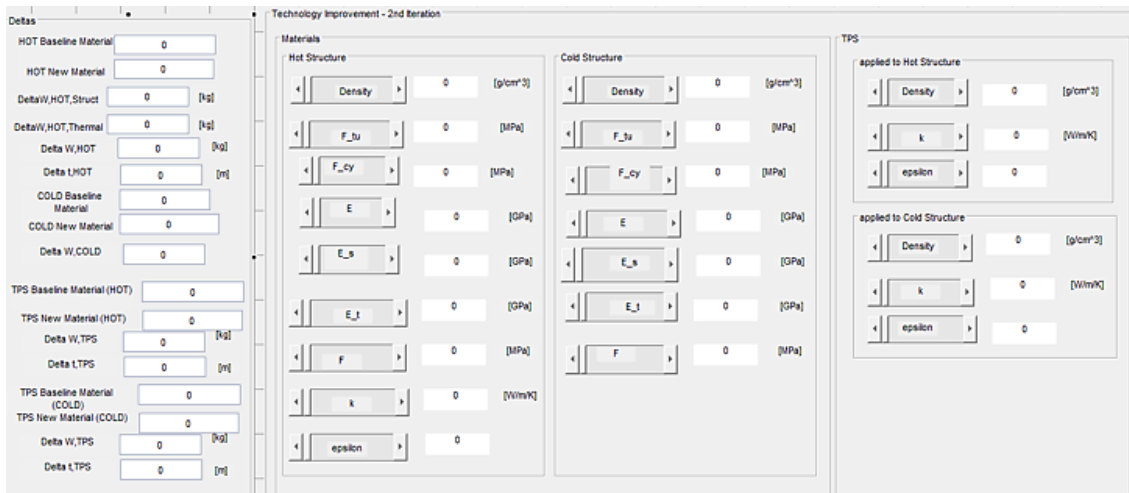 Deltas
HOT Baseline Material 0
HOT New Material 0
DeltaW,HOT,Struct 0 [kg]
DeltaW,HOT,Thermal 0 [kg]
Delta W,HOT 0 [kg]
Delta t,HOT 0 [m]
COLD Baseline
Material 0
COLD New Material 0
Delta W,COLD 0
TPS Baseline Material (HOT) 0
TPS New Material (HOT) 0
Delta W,TPS 0 [kg]
Delta t,TPS 0 [m]
TPS Baseline Material
(COLD) 0
TPS New Material (COLD) 0
Delta W,TPS 0 [kg]
Delta t,TPS 0 [m]
Technology Improvement - 2nd Iteration
Materials
Hot Structure
Density 0 [g/cm^3]
F_tu 0 [MPa]
F_cy 0 [MPa]
E 0 [GPa]
E_s 0 [GPa]
E_t 0 [GPa]
F 0 [MPa]
k 0 [W/m/K]
epsilon 0
Cold Structure
Density 0 [g/cm^3]
F_tu 0 [MPa]
F_cy 0 [MPa]
E 0 [GPa]
E_s 0 [GPa]
E_t 0 [GPa]
F 0 [MPa]
TPS
applied to Hot Structure
Density 0 [g/cm^3]
k 0 [W/m/K]
epsilon 0
applied to Cold Structure
Density 0 [g/cm^3]
k 0 [W/m/K]
epsilon 0